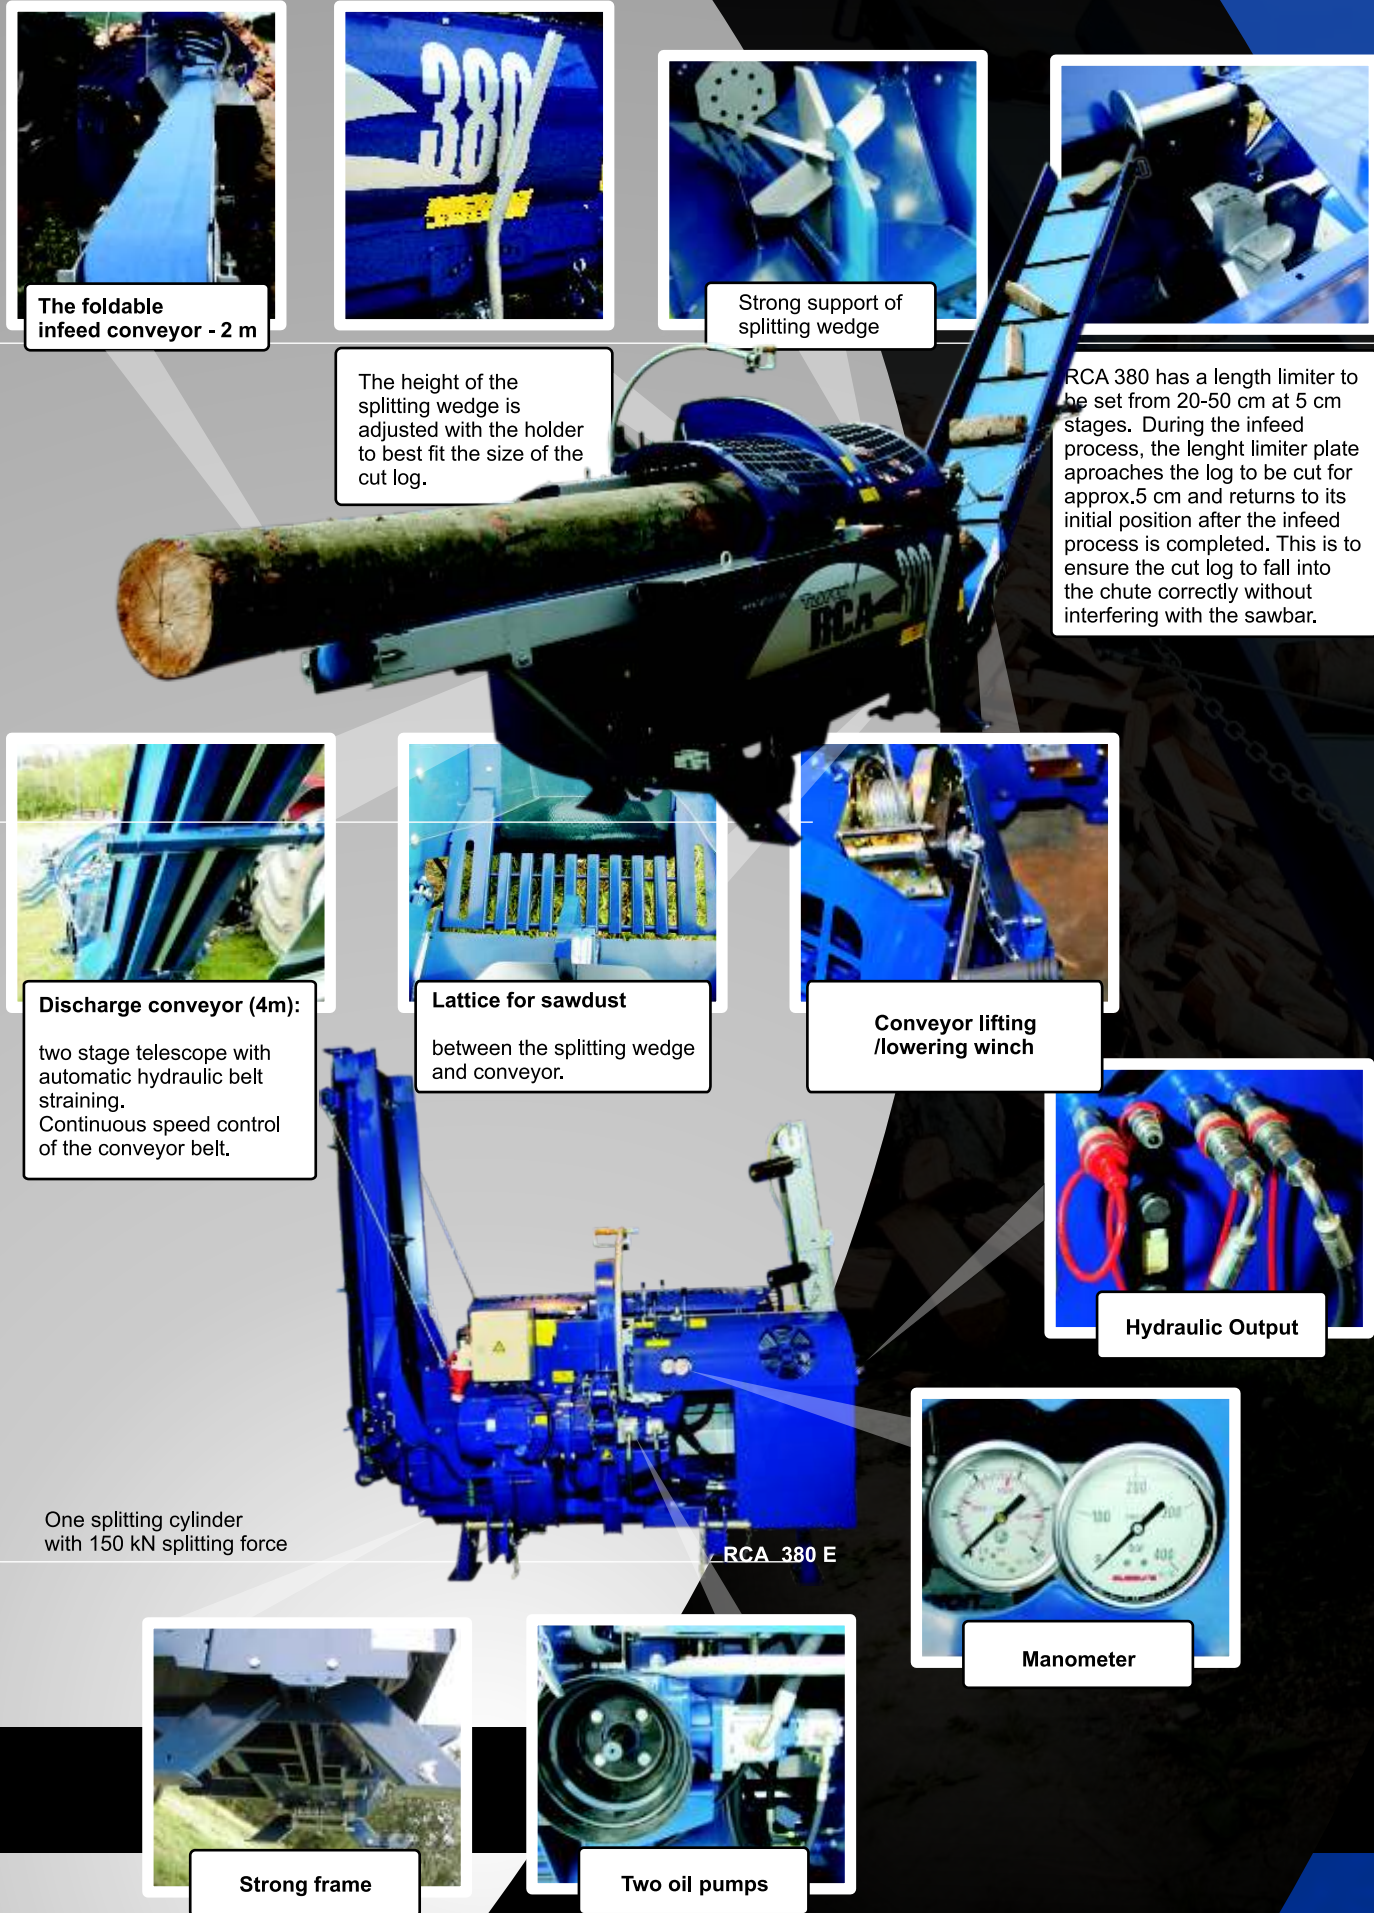 380
The foldable
infeed conveyor - 2 m
Strong support of
splitting wedge
The height of the
splitting wedge is
adjusted with the holder
to best fit the size of the
cut log.
RCA 380 has a length limiter to
be set from 20-50 cm at 5 cm
stages. During the infeed
process, the lenght limiter plate
aproaches the log to be cut for
approx.5 cm and returns to its
initial position after the infeed
process is completed. This is to
ensure the cut log to fall into
the chute correctly without
interfering with the sawbar.
RCA
380
Discharge conveyor (4m):
two stage telescope with
automatic hydraulic belt
straining.
Continuous speed control
of the conveyor belt.
Lattice for sawdust
between the splitting wedge
and conveyor.
Conveyor lifting
/lowering winch
Hydraulic Output
One splitting cylinder
with 150 kN splitting force
RCA 380 E
100
200
300
400
bar
Manometer
Strong frame
Two oil pumps